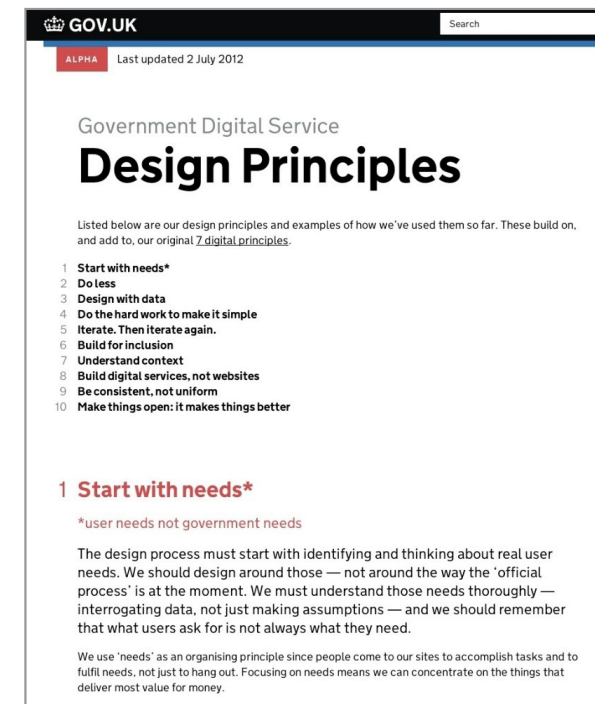 GOV.UK
Search
ALPHA Last updated 2 July 2012
Government Digital Service
Design Principles
Listed below are our design principles and examples of how we’ve used them so far. These build on,
and add to, our original 7 digital principles.
1 Start with needs*
2 Do less
3 Design with data
4 Do the hard work to make it simple
5 Iterate. Then iterate again.
6 Build for inclusion
7 Understand context
8 Build digital services, not websites
9 Be consistent, not uniform
10 Make things open: it makes things better
1 Start with needs*
*user needs not government needs
The design process must start with identifying and thinking about real user
needs. We should design around those — not around the way the ‘official
process’ is at the moment. We must understand those needs thoroughly —
interrogating data, not just making assumptions — and we should remember
that what users ask for is not always what they need.
We use ‘needs’ as an organising principle since people come to our sites to accomplish tasks and to
fulfil needs, not just to hang out. Focusing on needs means we can concentrate on the things that
deliver most value for money.